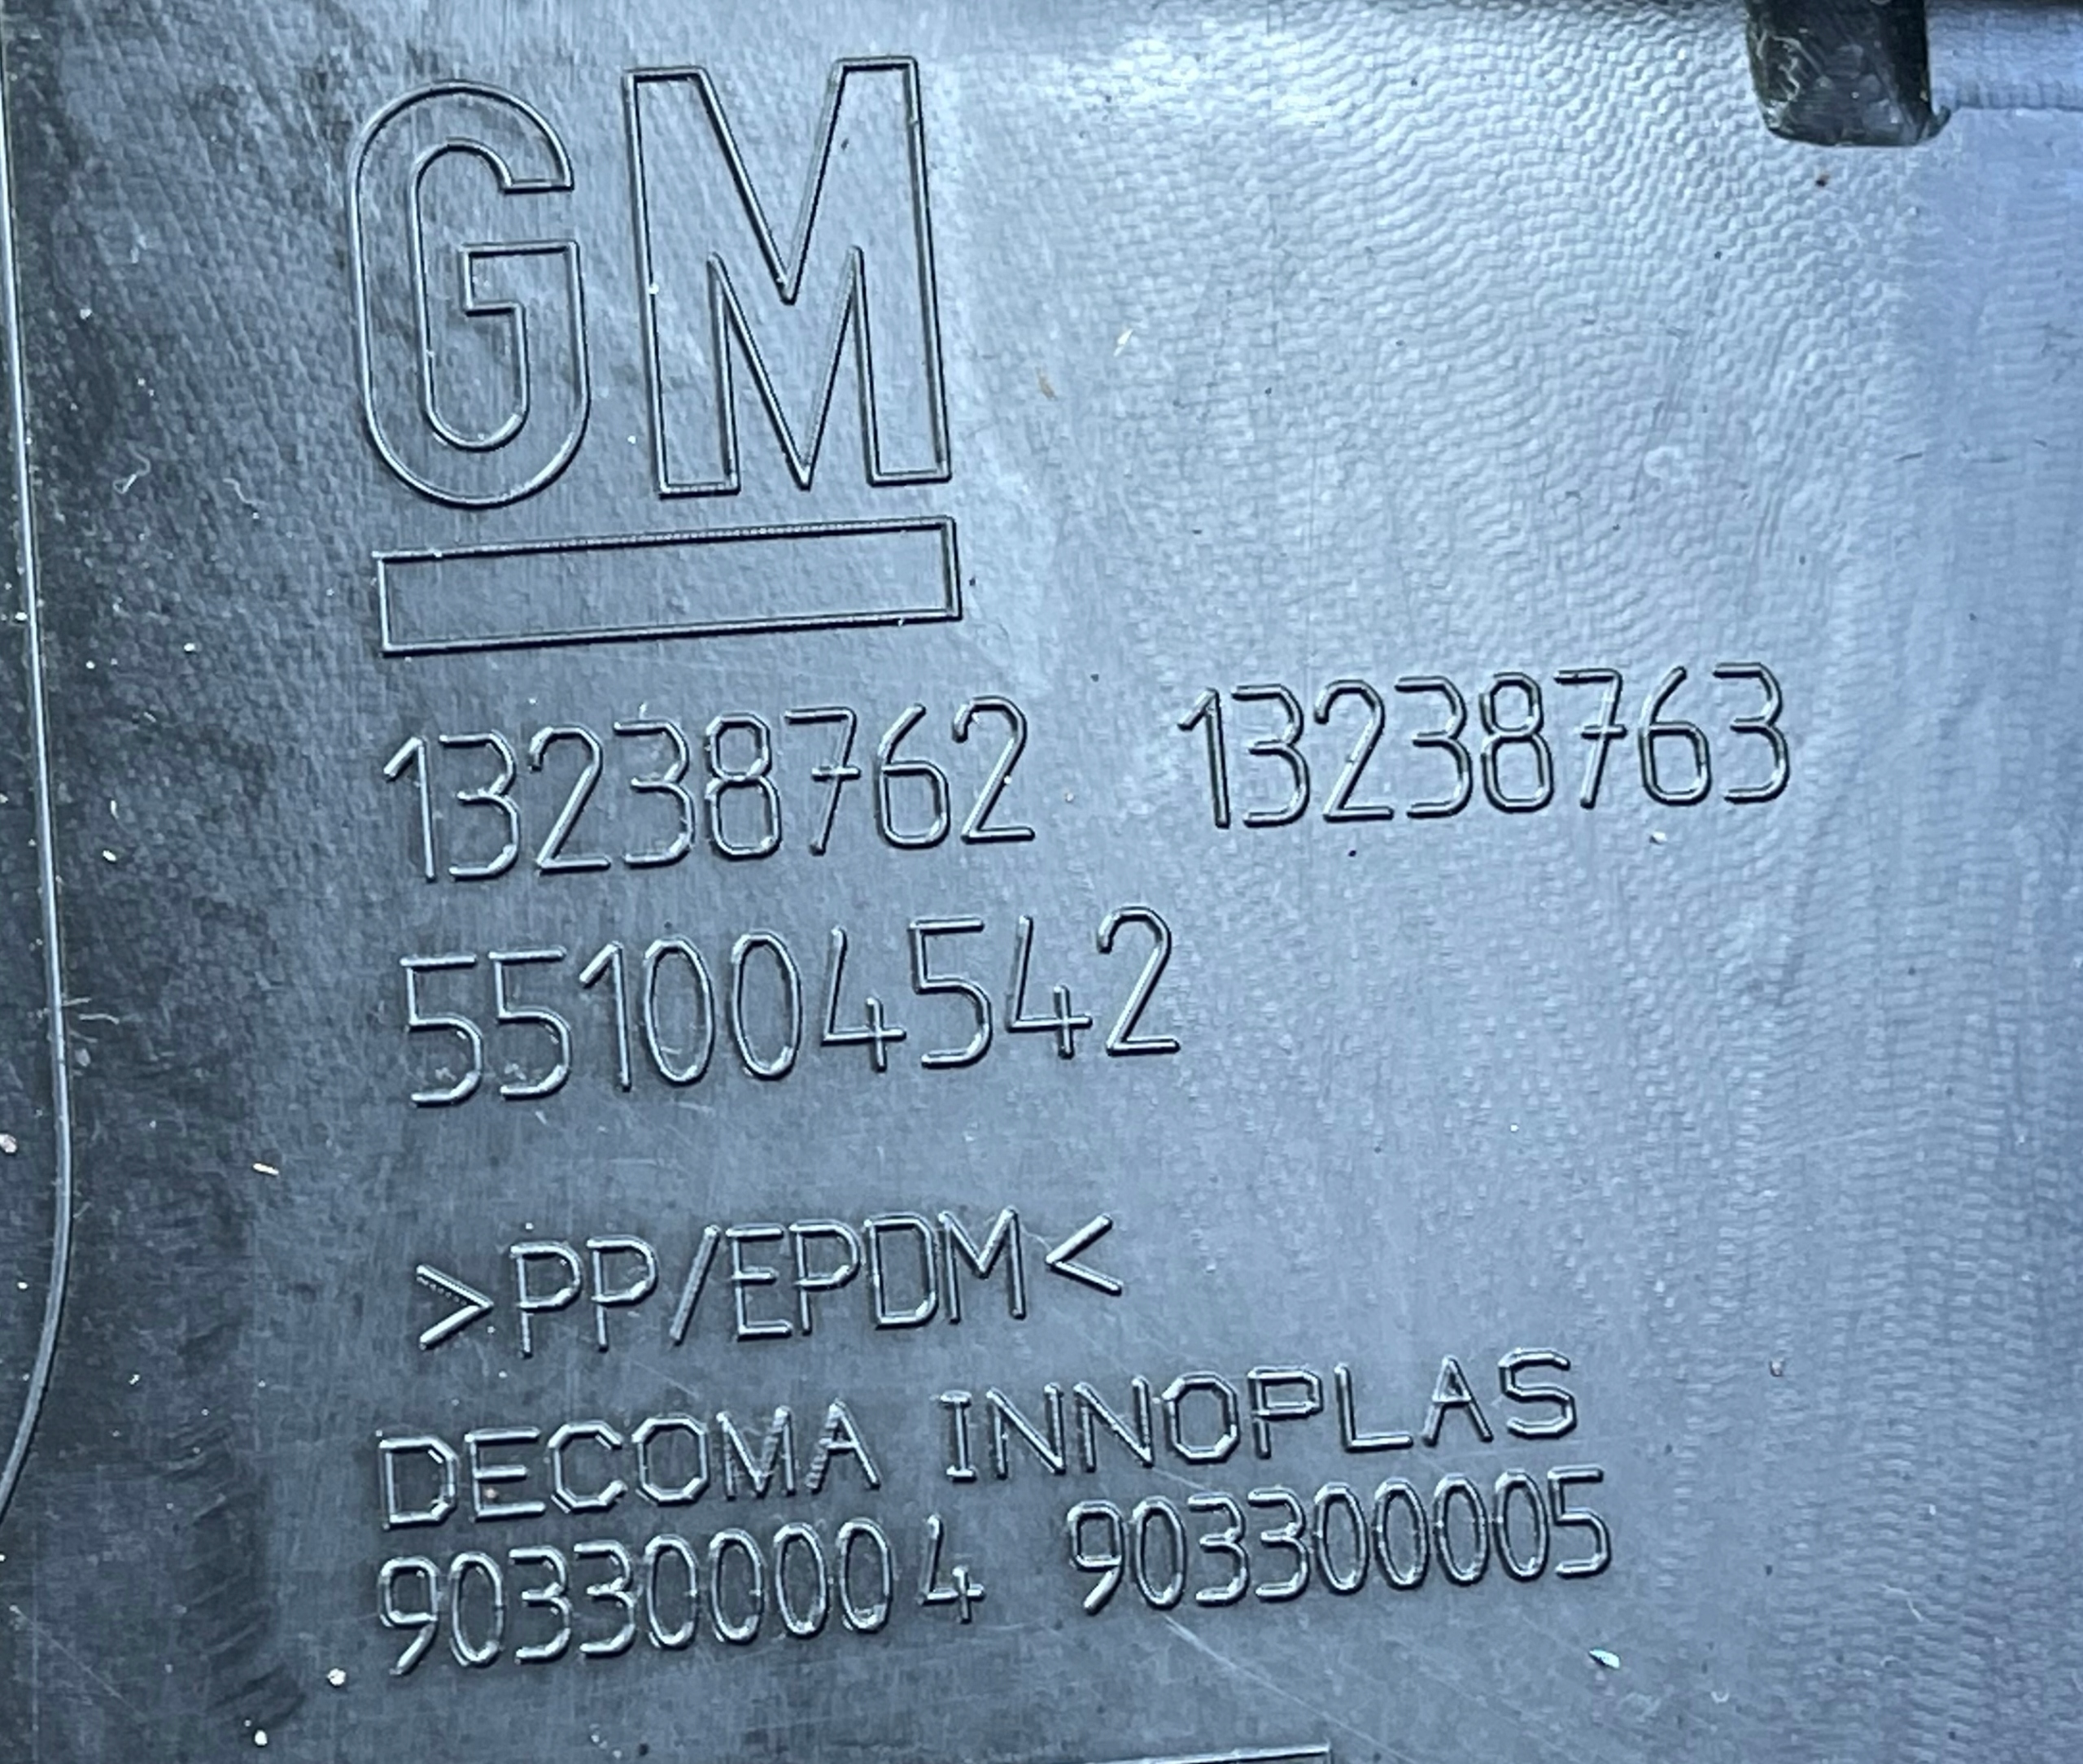 GM
13238762 13238763
551004542
>PP/EPDM<
DECOMA INNOPLAS
903300004 903300005